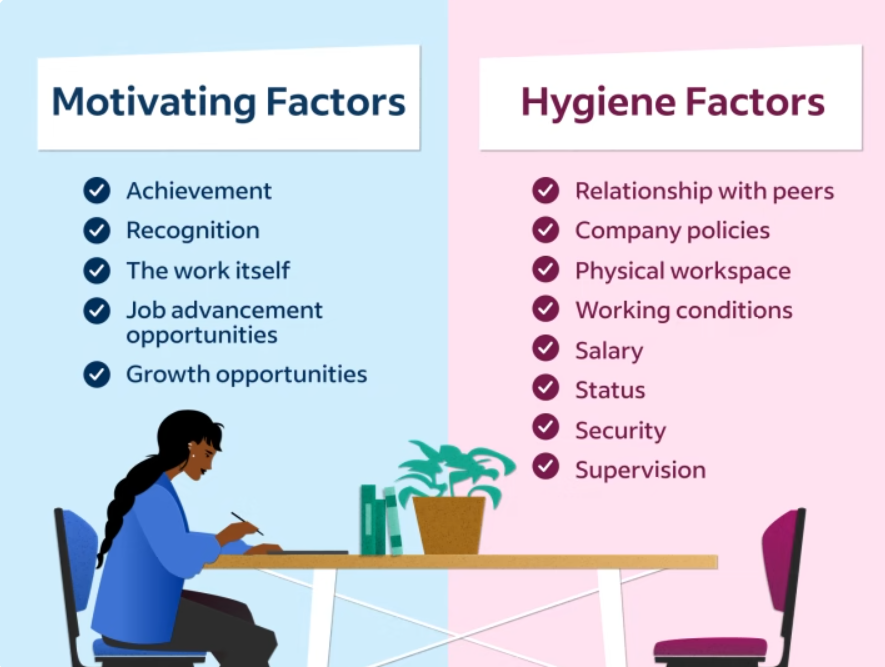 Motivating Factors
Achievement
Recognition
The work itself
Job advancement
opportunities
Growth opportunities
Hygiene Factors
Relationship with peers
Company policies
Physical workspace
Working conditions
Salary
Status
Security
Supervision